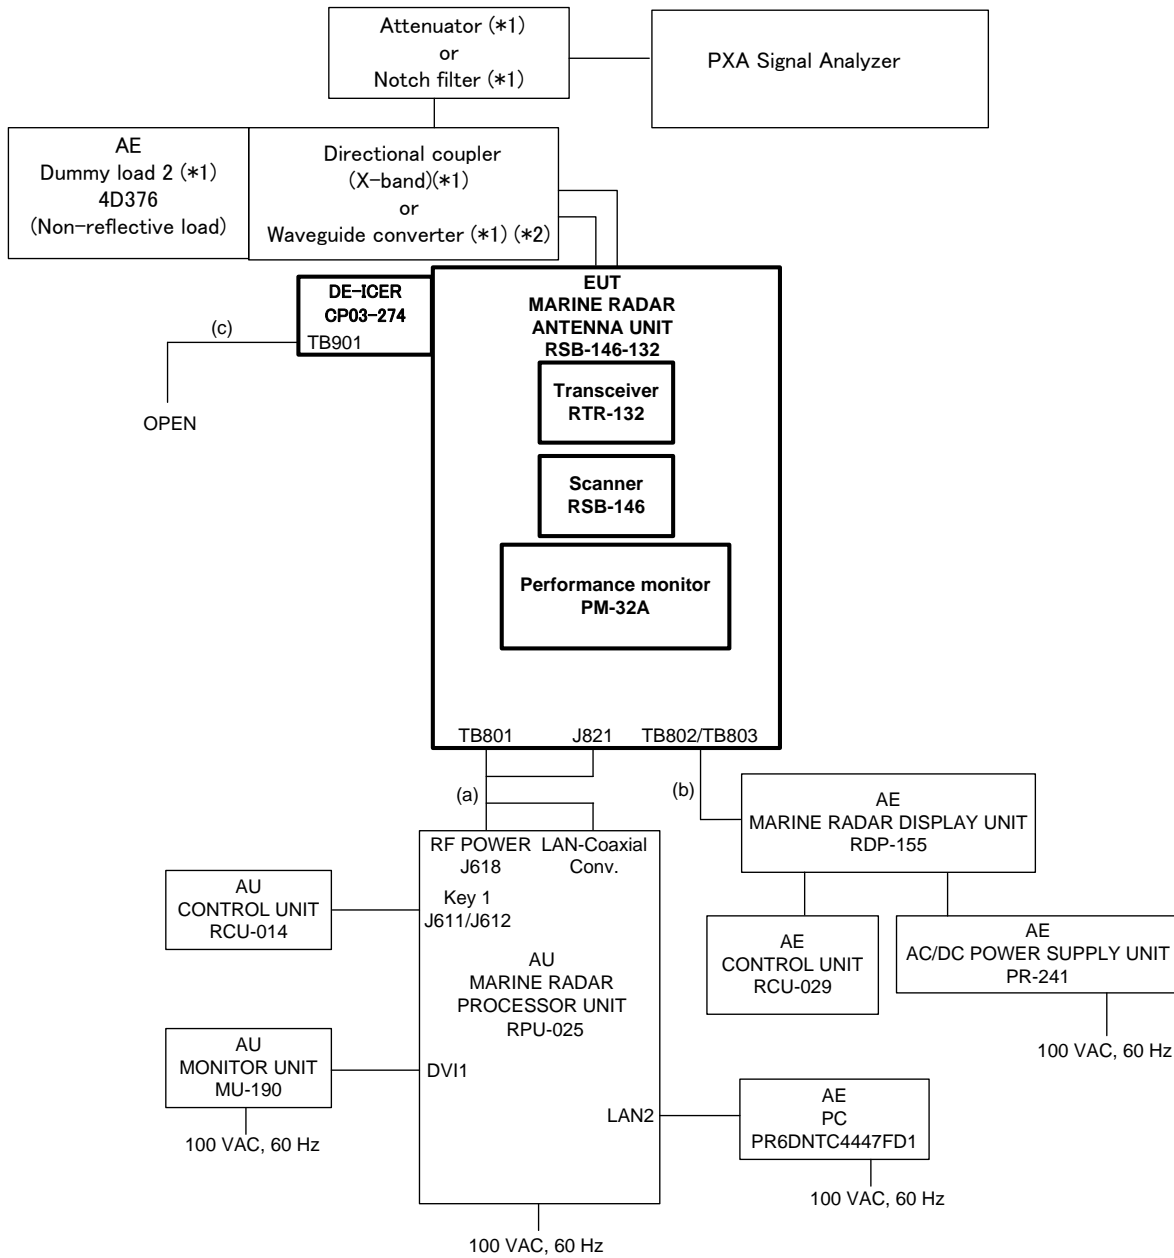 Attenuator (*1)
or
Notch filter (*1)
PXA Signal Analyzer
AE
Dummy load 2 (*1)
4D376
(Non-reflective load)
Directional coupler
(X-band)(*1)
or
Waveguide converter (*1) (*2)
DE-ICER
CP03-274
TB901
(c)
OPEN
EUT
MARINE RADAR
ANTENNA UNIT
RSB-146-132
Transceiver
RTR-132
Scanner
RSB-146
Performance monitor
PM-32A
TB801
J821
TB802/TB803
(a)
(b)
AE
MARINE RADAR DISPLAY UNIT
RDP-155
RF POWER
J618
LAN-Coaxial
Conv.
Key 1
J611/J612
AU
CONTROL UNIT
RCU-014
AU
MARINE RADAR
PROCESSOR UNIT
RPU-025
AE
CONTROL UNIT
RCU-029
AE
AC/DC POWER SUPPLY UNIT
PR-241
100 VAC, 60 Hz
AU
MONITOR UNIT
MU-190
DVI1
100 VAC, 60 Hz
LAN2
AE
PC
PR6DNTC4447FD1
100 VAC, 60 Hz
100 VAC, 60 Hz